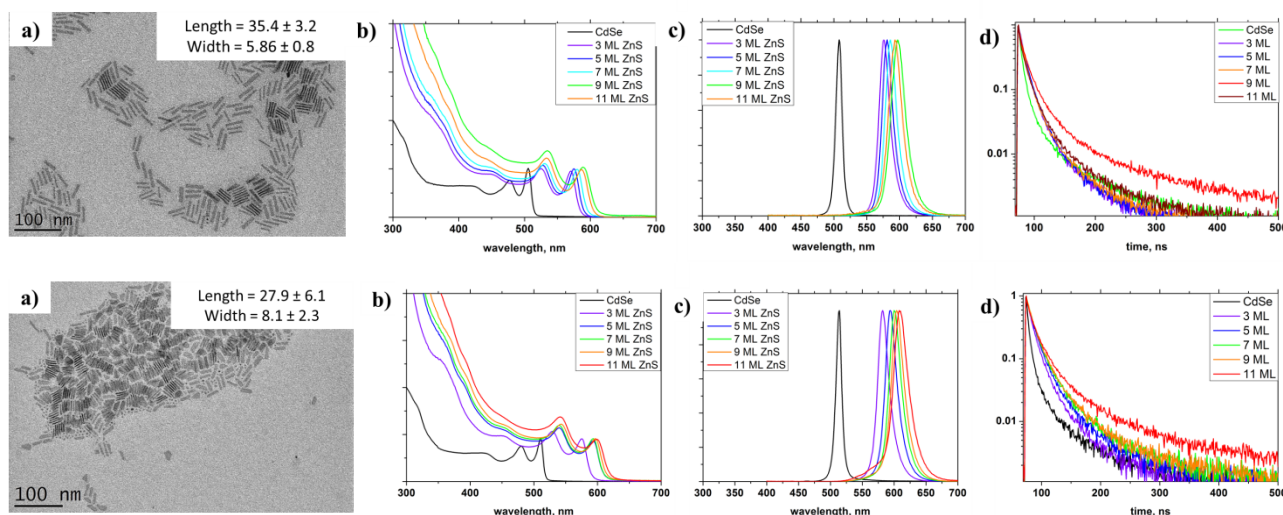 a)
Length = 35.4 ± 3.2
Width = 5.86 ± 0.8
100 nm
b)
CdSe
3 ML ZnS
5 ML ZnS
7 ML ZnS
9 ML ZnS
11 ML ZnS
300 400 500 600 700
wavelength, nm
c)
CdSe
3 ML ZnS
5 ML ZnS
7 ML ZnS
9 ML ZnS
11 ML ZnS
400 450 500 550 600 650 700
wavelength, nm
d)
CdSe
3 ML
5 ML
7 ML
9 ML
11 ML
0.1
0.01
100 200 300 400 500
time, ns
a)
Length = 27.9 ± 6.1
Width = 8.1 ± 2.3
100 nm
b)
CdSe
3 ML ZnS
5 ML ZnS
7 ML ZnS
9 ML ZnS
11 ML ZnS
300 400 500 600 700
wavelength, nm
c)
CdSe
3 ML ZnS
5 ML ZnS
7 ML ZnS
9 ML ZnS
11 ML ZnS
400 450 500 550 600 650 700
wavelength, nm
d)
CdSe
3 ML
5 ML
7 ML
9 ML
11 ML
1
0.1
0.01
100 200 300 400 500
time, ns